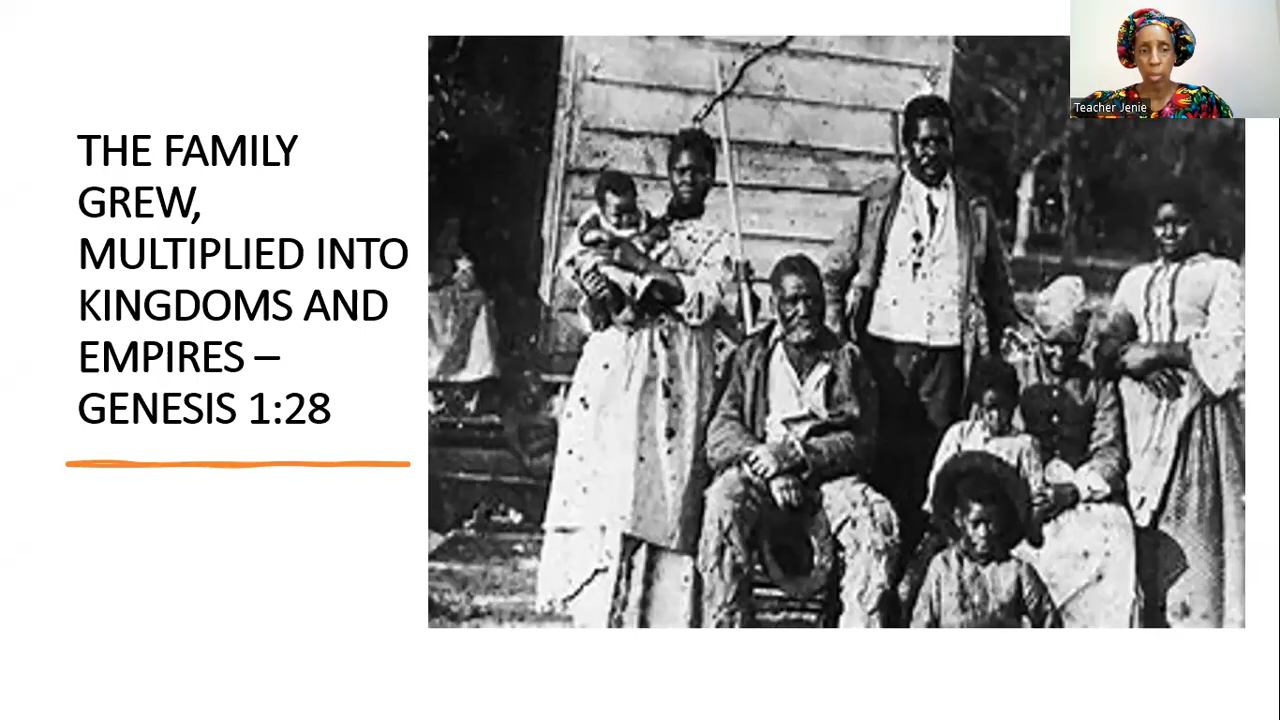 THE FAMILY
GREW,
MULTIPLIED INTO
KINGDOMS AND
EMPIRES –
GENESIS 1:28
Teacher Jenie